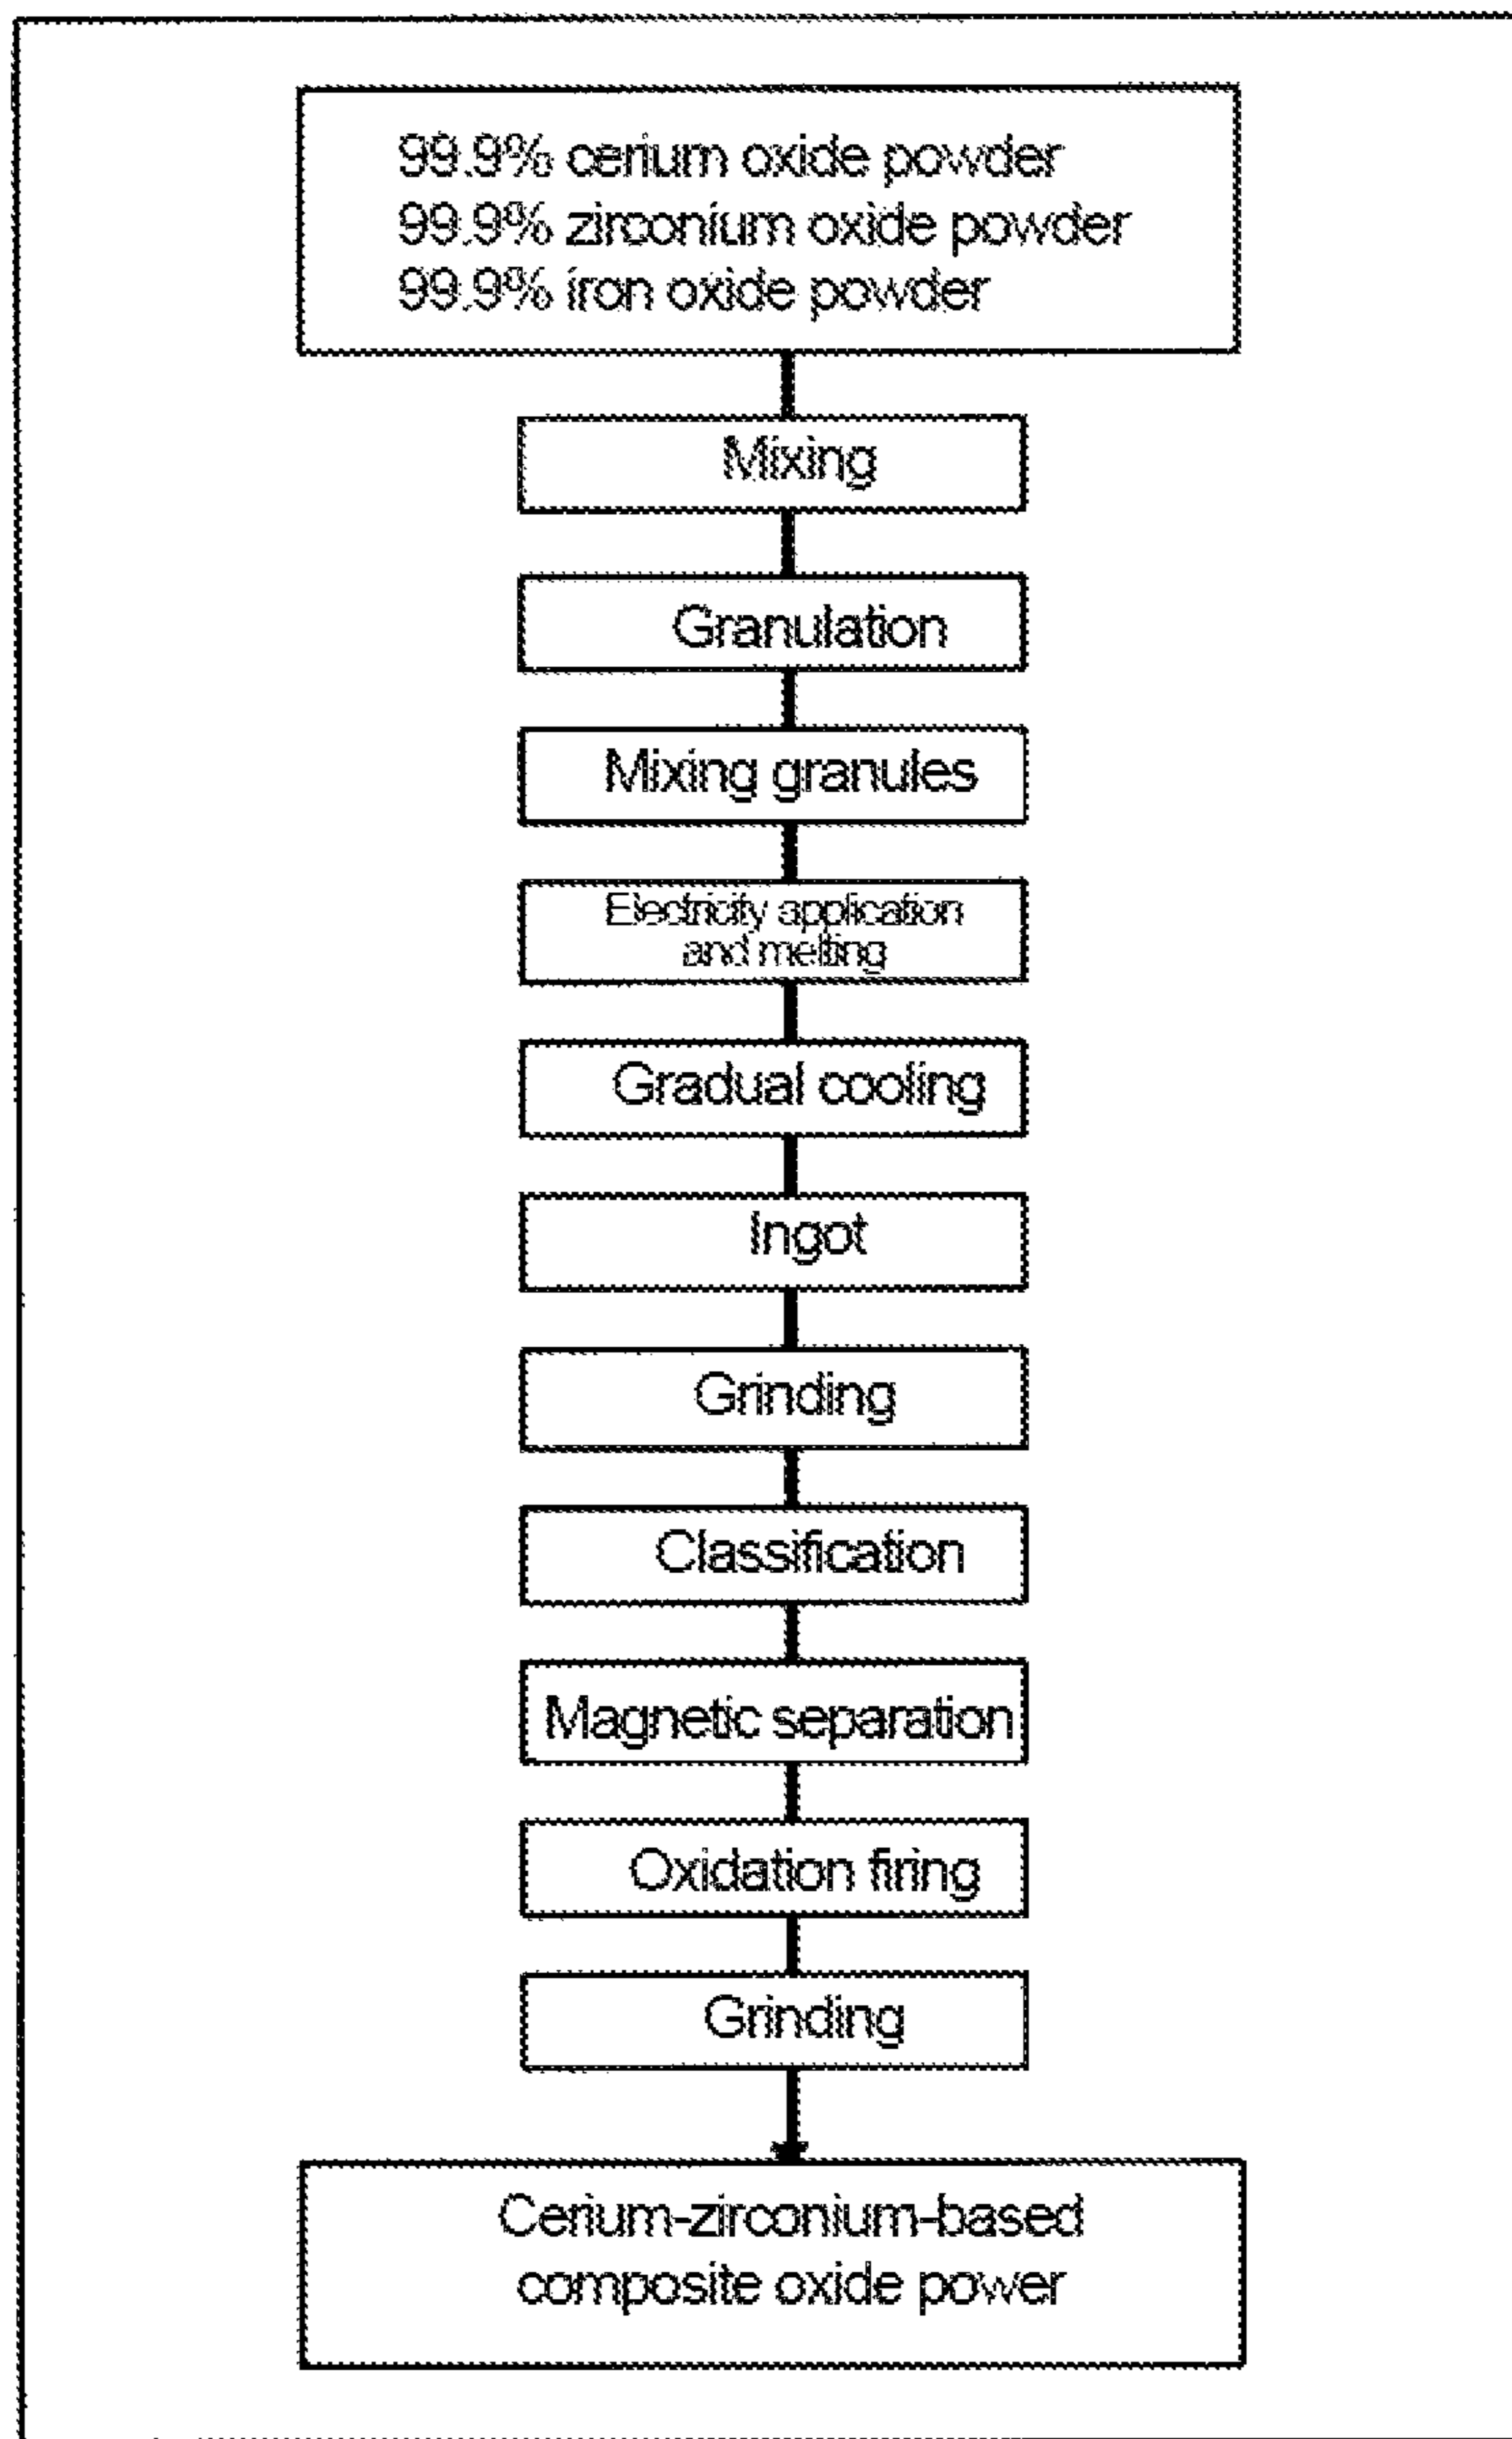 99.9% cerium oxide powder
99.9% zirconium oxide powder
99.9% iron oxide powder
Mixing
Granulation
Mixing granules
Electricity application
and melting
Gradual cooling
Ingot
Grinding
Classification
Magnetic separation
Oxidation firing
Grinding
Cerium-zirconium-based
composite oxide power